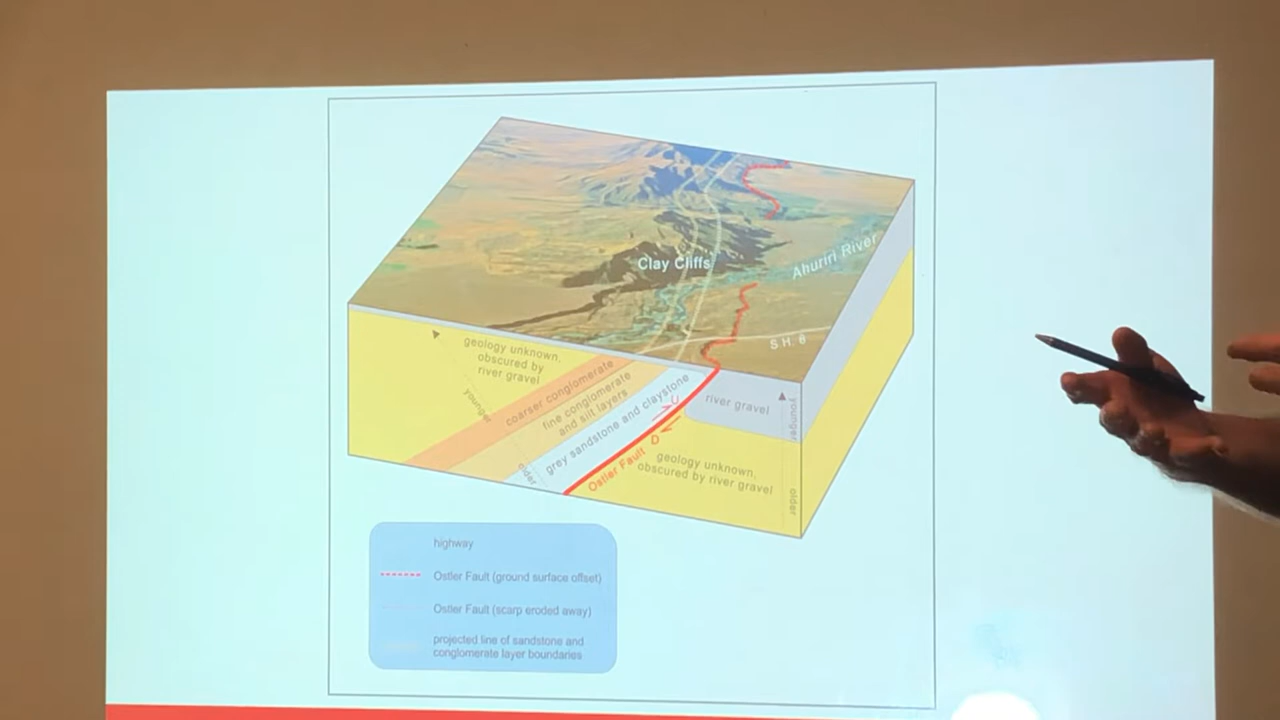 Clay Cliffs
Ahuriri River
S.H. 8
geology unknown,
obscured by
river gravel
younger
coarser conglomerate
fine conglomerate
and silt layers
grey sandstone and claystone
older
U
D
Ostler Fault
river gravel
geology unknown,
obscured by river gravel
younger
older
highway
Ostler Fault (ground surface offset)
Ostler Fault (scarp eroded away)
projected line of sandstone and
conglomerate layer boundaries